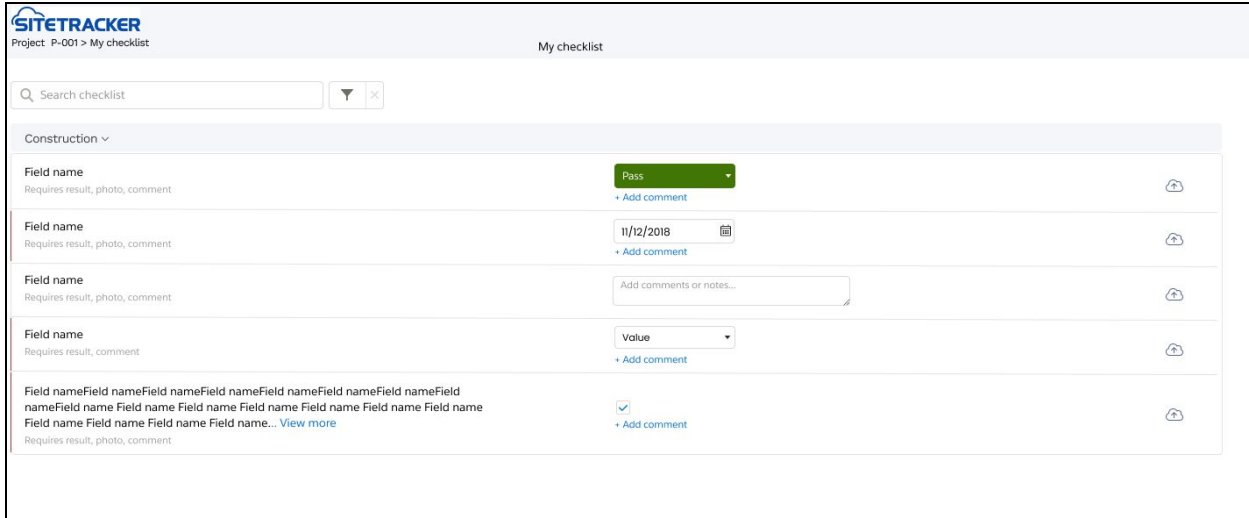 SITETRACKER
Project P-001 > My checklist
My checklist
Search checklist
Construction
Field name
Requires result, photo, comment
Pass
+ Add comment
Field name
Requires result, photo, comment
11/12/2018
+ Add comment
Field name
Requires result, photo, comment
Add comments or notes...
Field name
Requires result, comment
Value
+ Add comment
Field nameField nameField nameField nameField nameField nameField nameField
nameField name Field name Field name Field name Field name Field name Field name
Field name Field name Field name Field name... View more
Requires result, photo, comment
+ Add comment